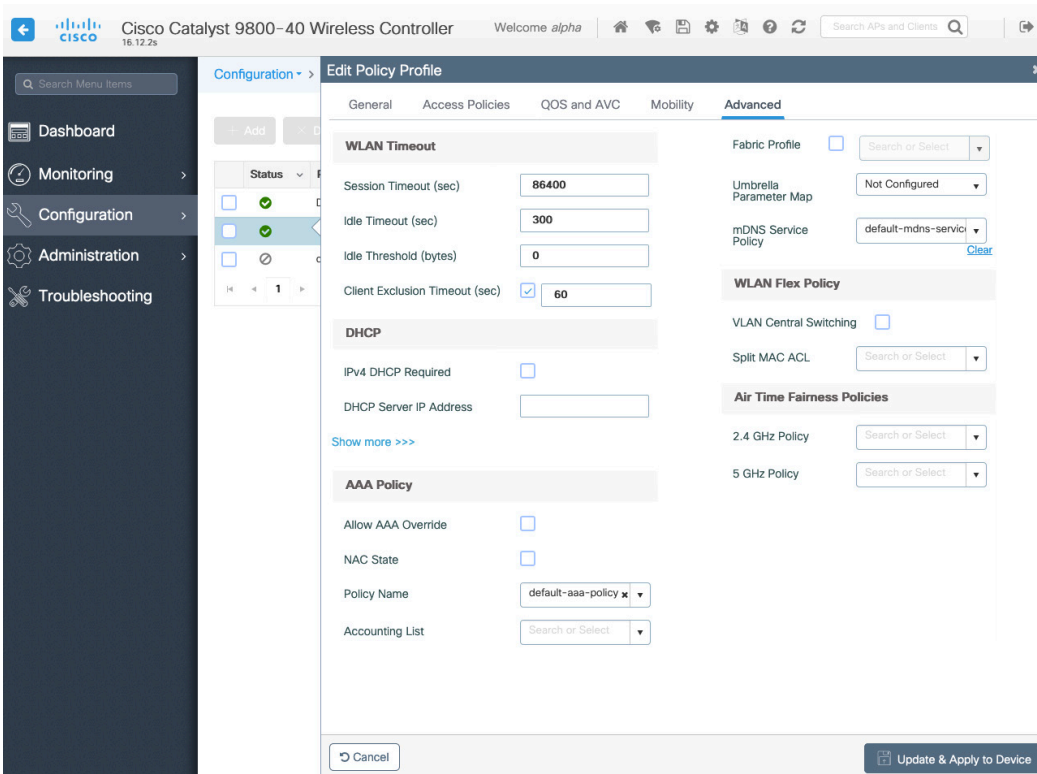 Cisco Catalyst 9800-40 Wireless Controller
Welcome alpha
Search APs and Clients
CISCO
16.12.2s
Search Menu Items
Dashboard
Monitoring
Configuration
Administration
Troubleshooting
Configuration >
Add
Status
1
Edit Policy Profile
General Access Policies QOS and AVC Mobility Advanced
WLAN Timeout
Session Timeout (sec) 86400
Idle Timeout (sec) 300
Idle Threshold (bytes) 0
Client Exclusion Timeout (sec) 60
DHCP
IPv4 DHCP Required
DHCP Server IP Address
Show more >>>
AAA Policy
Allow AAA Override
NAC State
Policy Name default-aaa-policy
Accounting List Search or Select
Fabric Profile Search or Select
Umbrella
Parameter Map Not Configured
mDNS Service
Policy default-mdns-servic
Clear
WLAN Flex Policy
VLAN Central Switching
Split MAC ACL Search or Select
Air Time Fairness Policies
2.4 GHz Policy Search or Select
5 GHz Policy Search or Select
Cancel
Update & Apply to Device